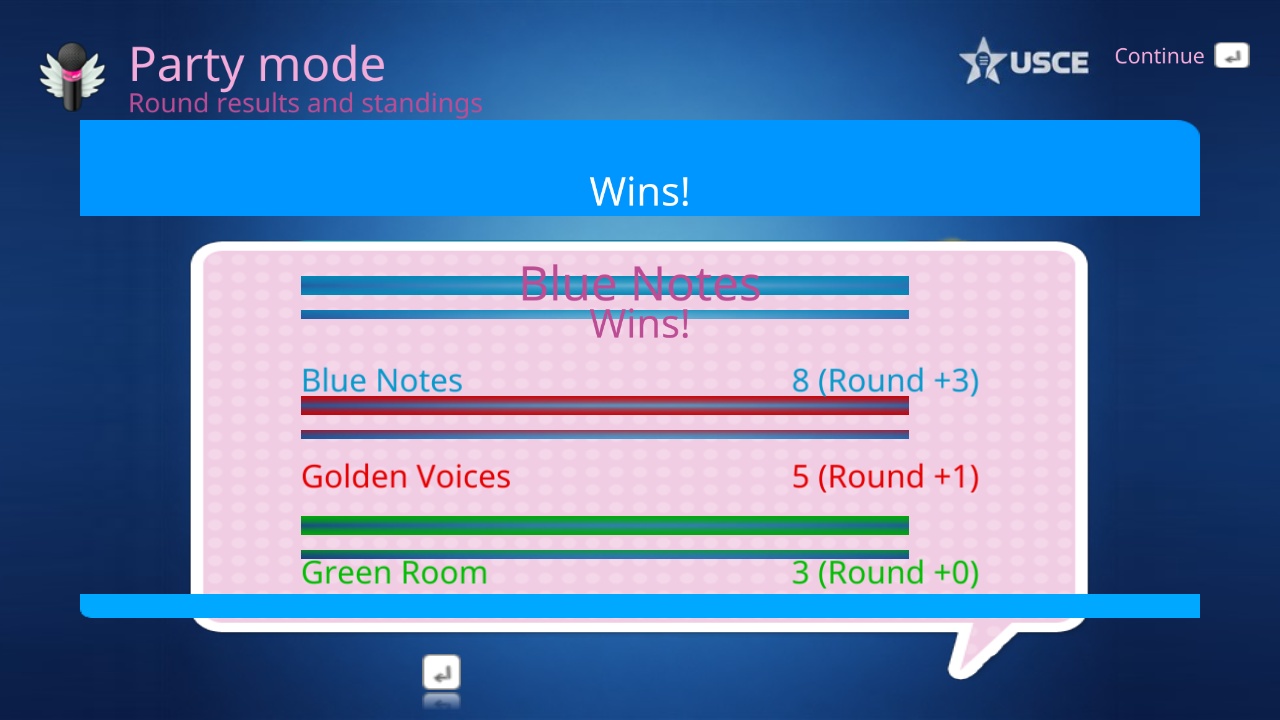 Party mode
Round results and standings
USCE
Continue
Wins!
Blue Notes
Wins!
Blue Notes 8 (Round +3)
Golden Voices 5 (Round +1)
Green Room 3 (Round +0)